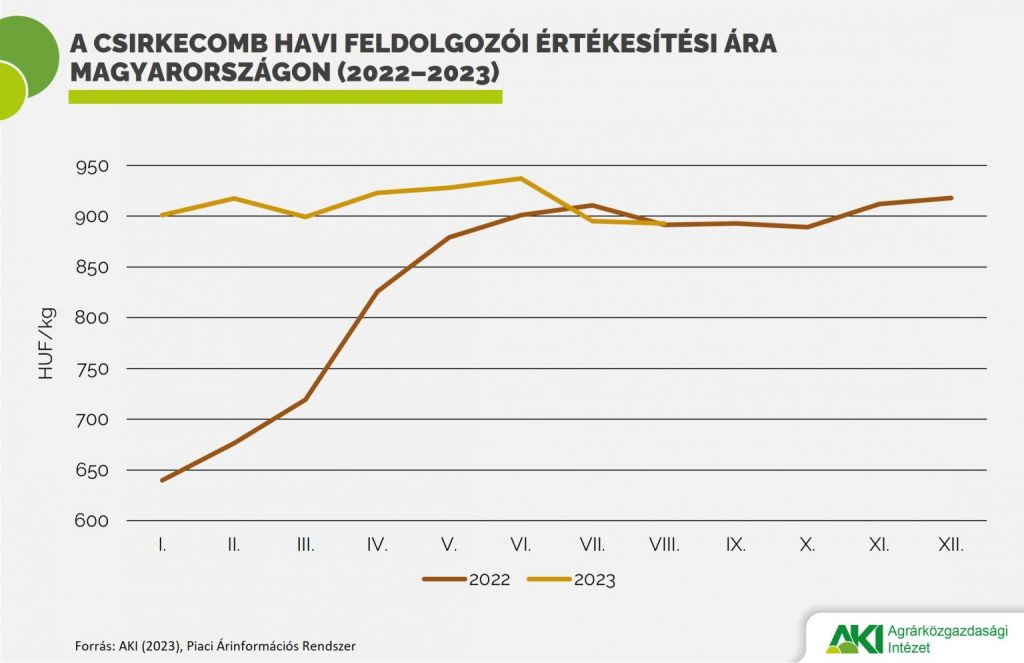 A CSIRKECOMB HAVI FELDOLGOZÓI ÉRTÉKESÍTÉSI ÁRA
MAGYARORSZÁGON (2022–2023)
950
900
850
800
750
700
650
600
HUF/kg
I. II. III. IV. V. VI. VII. VIII. IX. X. XI. XII.
2022 2023
Forrás: AKI (2023), Piaci Árinformációs Rendszer
AKI Agrárközgazdasági
Intézet